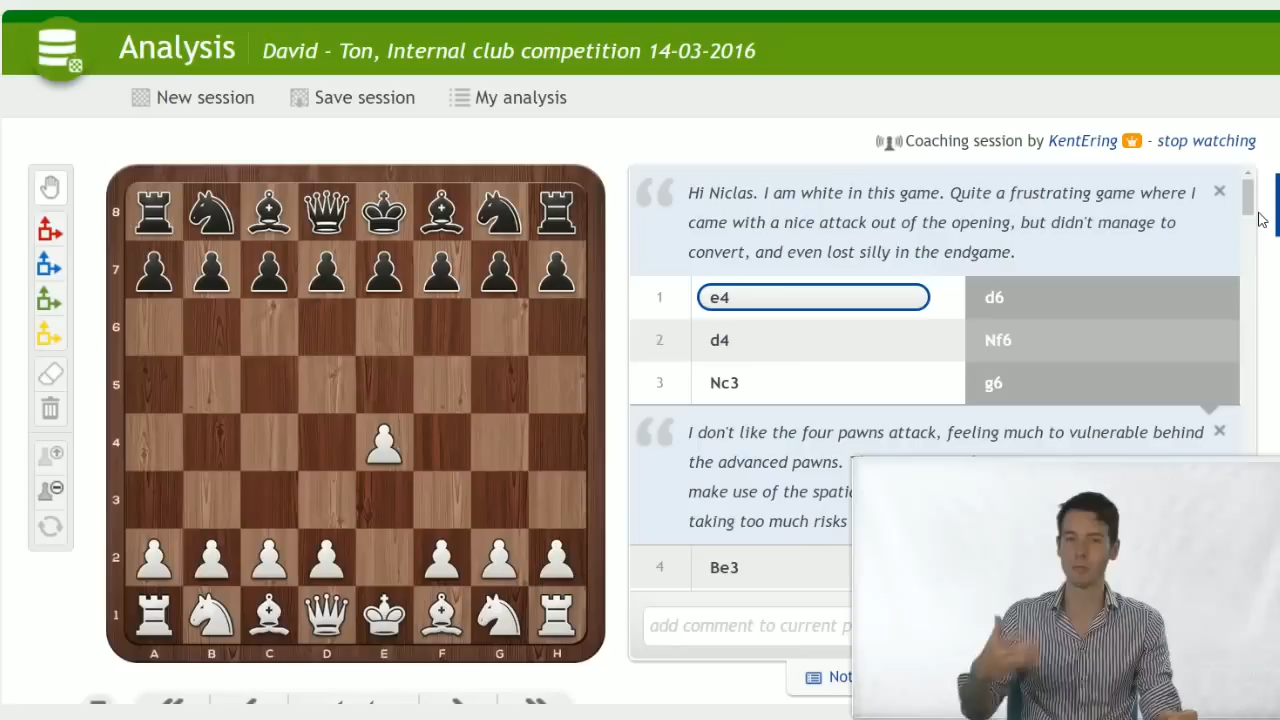 Analysis David - Ton, Internal club competition 14-03-2016
New session Save session My analysis
Coaching session by KentEring - stop watching
Hi Niclas. I am white in this game. Quite a frustrating game where I
came with a nice attack out of the opening, but didn't manage to
convert, and even lost silly in the endgame.
1 e4 d6
2 d4 Nf6
3 Nc3 g6
I don't like the four pawns attack, feeling much to vulnerable behind
the advanced pawns.
make use of the spatia
taking too much risks
4 Be3
add comment to current p
Not
8
7
6
5
4
3
2
1
A B C D E F G H